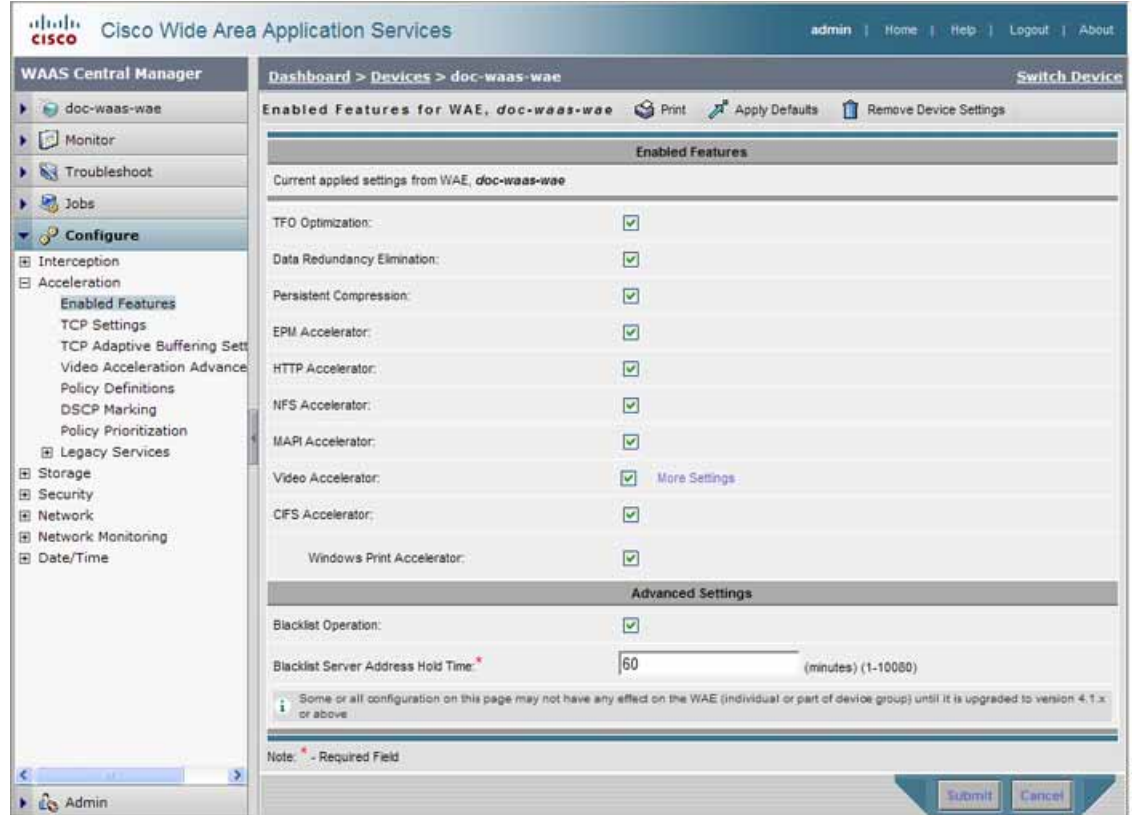 CISCO
Cisco Wide Area Application Services
admin | Home | Help | Logout | About
WAAS Central Manager
Dashboard > Devices > doc-waas-wae
Switch Device
doc-waas-wae
Monitor
Troubleshoot
Jobs
Configure
Interception
Acceleration
Enabled Features
TCP Settings
TCP Adaptive Buffering Sett
Video Acceleration Advance
Policy Definitions
DSCP Marking
Policy Prioritization
Legacy Services
Storage
Security
Network
Network Monitoring
Date/Time
Admin
Enabled Features for WAE, doc-waas-wae
Print
Apply Defaults
Remove Device Settings
Enabled Features
Current applied settings from WAE, doc-waas-wae
TFO Optimization:
Data Redundancy Elimination:
Persistent Compression:
EPM Accelerator:
HTTP Accelerator:
NFS Accelerator:
MAPI Accelerator:
Video Accelerator: More Settings
CIFS Accelerator:
Windows Print Accelerator:
Advanced Settings
Blacklist Operation:
Blacklist Server Address Hold Time:* 60 (minutes) (1-10080)
Some or all configuration on this page may not have any effect on the WAE (individual or part of device group) until it is upgraded to version 4.1.x
or above
Note: * - Required Field
Submit
Cancel